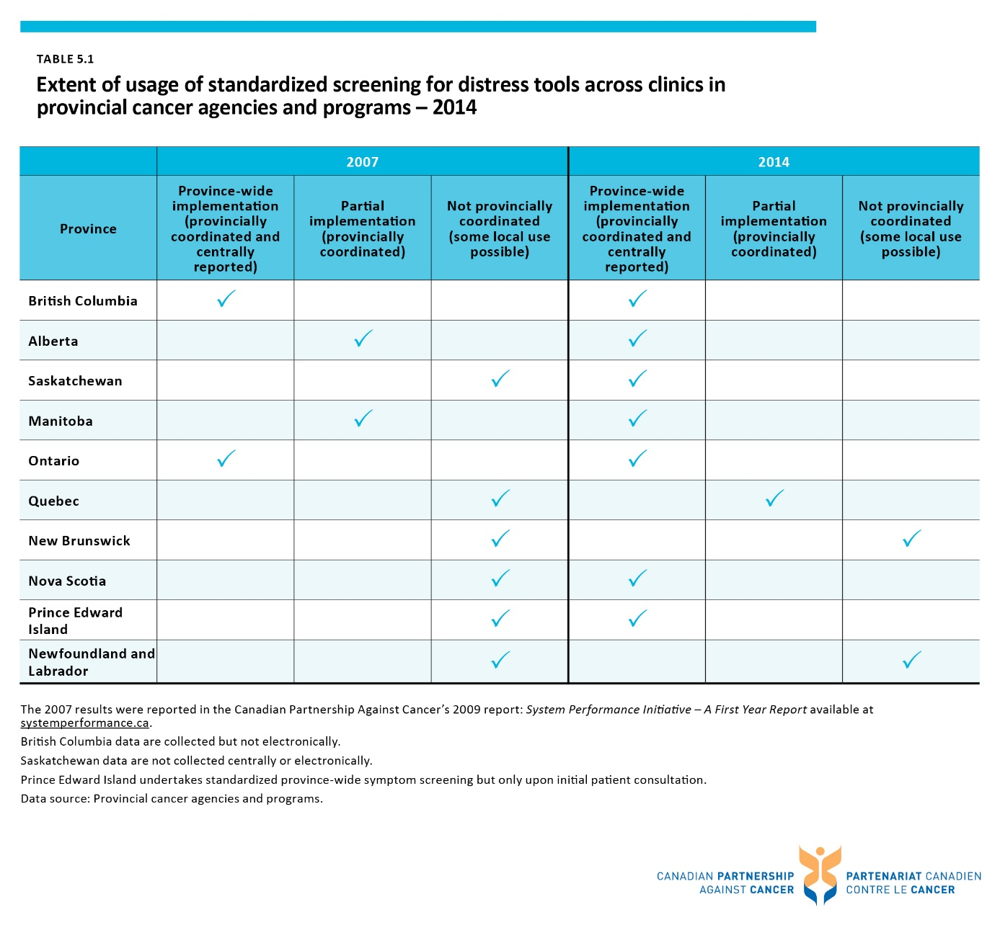 TABLE 5.1
Extent of usage of standardized screening for distress tools across clinics in
provincial cancer agencies and programs – 2014
2007
2014
Province
Province-wide
implementation
(provincially
coordinated and
centrally
reported)
Partial
implementation
(provincially
coordinated)
Not provincially
coordinated
(some local use
possible)
Province-wide
implementation
(provincially
coordinated and
centrally
reported)
Partial
implementation
(provincially
coordinated)
Not provincially
coordinated
(some local use
possible)
British Columbia ✓ ✓
Alberta ✓ ✓
Saskatchewan ✓ ✓
Manitoba ✓ ✓
Ontario ✓ ✓
Quebec ✓ ✓
New Brunswick ✓ ✓
Nova Scotia ✓ ✓
Prince Edward
Island ✓ ✓
Newfoundland and
Labrador ✓ ✓
The 2007 results were reported in the Canadian Partnership Against Cancer’s 2009 report: System Performance Initiative – A First Year Report available at
systemperformance.ca.
British Columbia data are collected but not electronically.
Saskatchewan data are not collected centrally or electronically.
Prince Edward Island undertakes standardized province-wide symptom screening but only upon initial patient consultation.
Data source: Provincial cancer agencies and programs.
CANADIAN PARTNERSHIP
AGAINST CANCER
PARTENARIAT CANADIEN
CONTRE LE CANCER